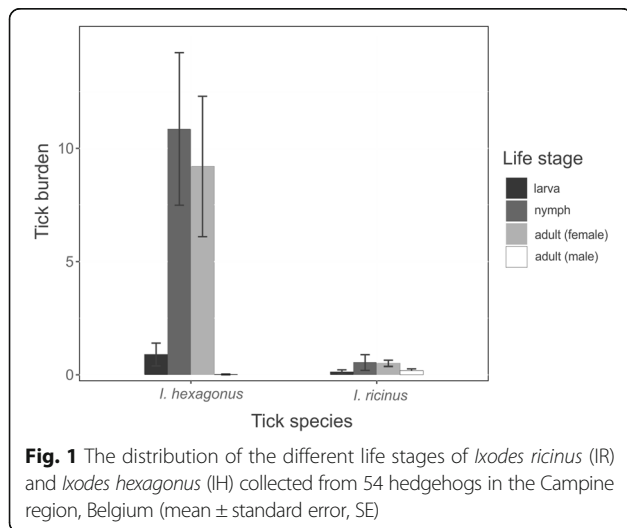 Tick burden
10
5
0
I. hexagonus
I. ricinus
Tick species
Life stage
larva
nymph
adult (female)
adult (male)
Fig. 1 The distribution of the different life stages of Ixodes ricinus (IR)
and Ixodes hexagonus (IH) collected from 54 hedgehogs in the Campine
region, Belgium (mean ± standard error, SE)